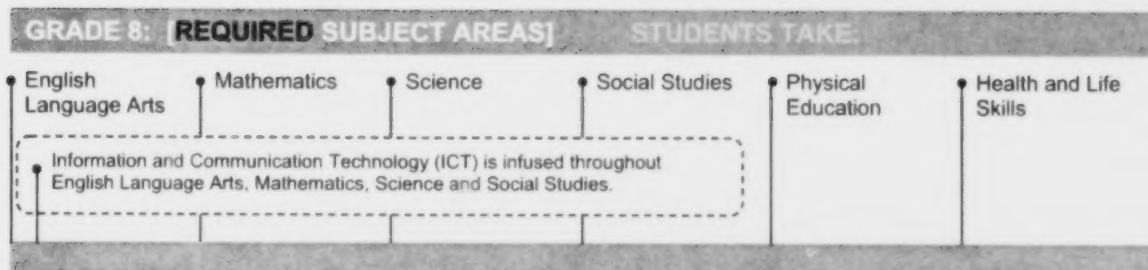 GRADE 8: [REQUIRED SUBJECT AREAS] STUDENTS TAKE:
English
Language Arts
Mathematics
Science
Social Studies
Physical
Education
Health and Life
Skills
Information and Communication Technology (ICT) is infused throughout
English Language Arts, Mathematics, Science and Social Studies.